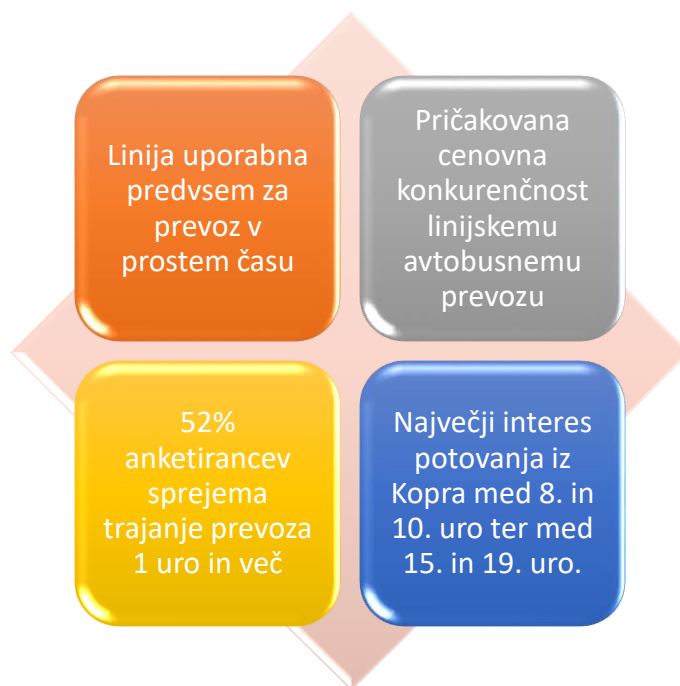 Linija uporabna
predvsem za
prevoz v
prostem času
Pričakovana
cenovna
konkurenčnost
linijskemu
avtobusnemu
prevozu
52%
anketirancev
sprejema
trajanje prevoza
1 uro in več
Največji interes
potovanja iz
Kopra med 8. in
10. uro ter med
15. in 19. uro.